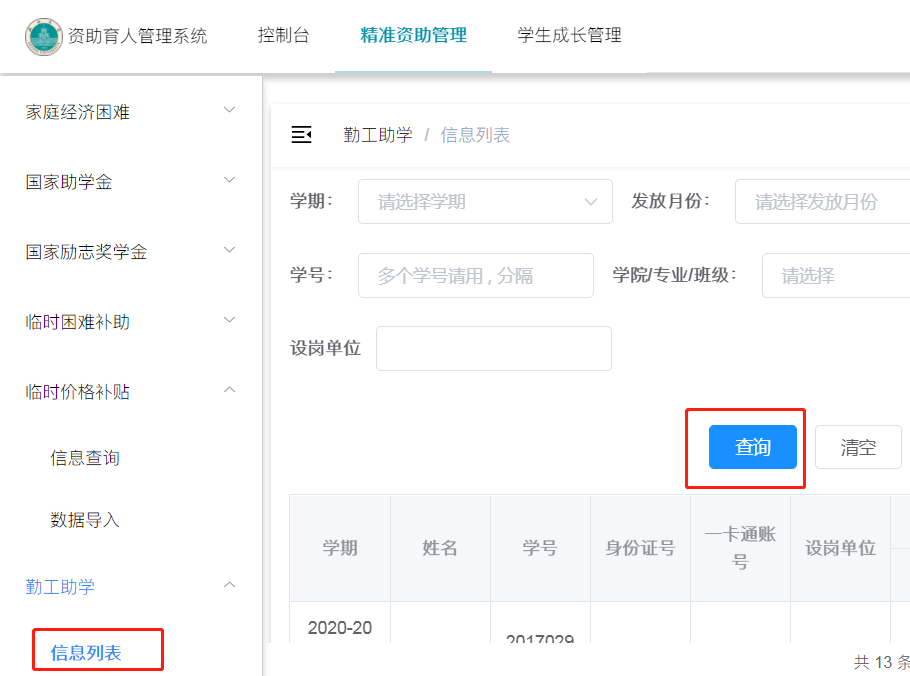 资助育人管理系统 控制台 精准资助管理 学生成长管理
家庭经济困难
国家助学金
国家励志奖学金
临时困难补助
临时价格补贴
信息查询
数据导入
勤工助学
信息列表
勤工助学 / 信息列表
学期： 请选择学期 发放月份： 请选择发放月份
学号： 多个学号请用 , 分隔 学院/专业/班级： 请选择
设岗单位
查询 清空
学期 姓名 学号 身份证号 一卡通账号 设岗单位
2020-20
2017029
共 13 条